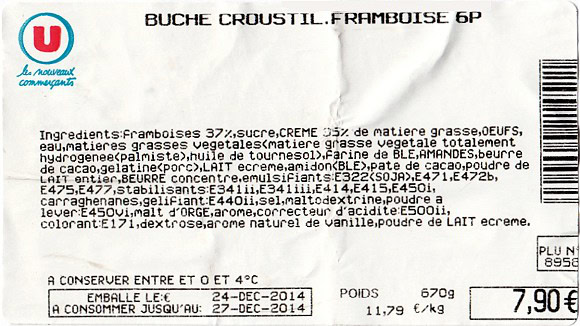 BUCHE CROUSTIL.FRAMBOISE 6P
U
les nouveaux
commerçants
Ingredients:Framboises 37%,sucre,CREME 35% de matiere grasse,OEUFS,
eau,matieres grasses vegetales(matiere grasse vegetale totalement
hydrogenee(palmiste),huile de tournesol),farine de BLE,AMANDES,beurre
de cacao,gelatine(porc),LAIT ecreme,amidon(BLE),pate de cacao,poudre de
LAIT entier,BEURRE concentre,emulsifiants:E322(SOJA),E471,E472b,
E475,E477,stabilisants:E341ii,E341iii,E414,E415,E450i,
carraghenanes,gelifiant:E440ii,sel,maltodextrine,poudre a
lever:E450vi,malt d'ORGE,arome,correcteur d'acidite:E500ii,
colorant:E171,dextrose,arome naturel de vanille,poudre de LAIT ecreme.
PLU N°
8958
A CONSERVER ENTRE ET 0 ET 4°C
EMBALLE LE:€ 24-DEC-2014
A CONSOMMER JUSQU'AU: 27-DEC-2014
POIDS 670g
11,79 €/kg
7,90€